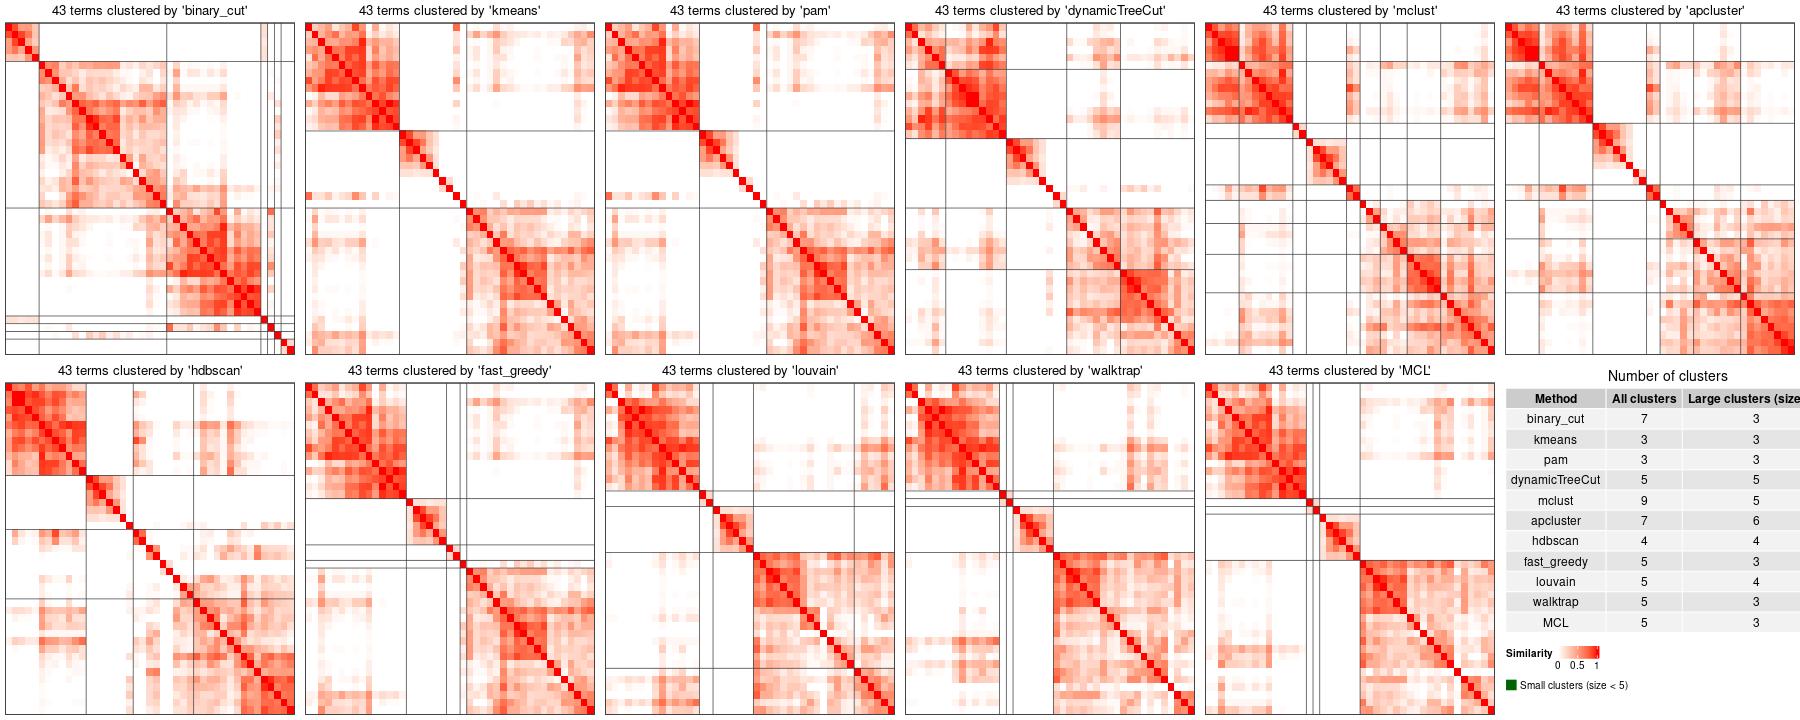 43 terms clustered by 'binary_cut'
43 terms clustered by 'kmeans'
43 terms clustered by 'pam'
43 terms clustered by 'dynamicTreeCut'
43 terms clustered by 'mclust'
43 terms clustered by 'apcluster'
43 terms clustered by 'hdbscan'
43 terms clustered by 'fast_greedy'
43 terms clustered by 'louvain'
43 terms clustered by 'walktrap'
43 terms clustered by 'MCL'
Number of clusters
Method All clusters Large clusters (size
binary_cut 7 3
kmeans 3 3
pam 3 3
dynamicTreeCut 5 5
mclust 9 5
apcluster 7 6
hdbscan 4 4
fast_greedy 5 3
louvain 5 4
walktrap 5 3
MCL 5 3
Similarity
0 0.5 1
Small clusters (size < 5)